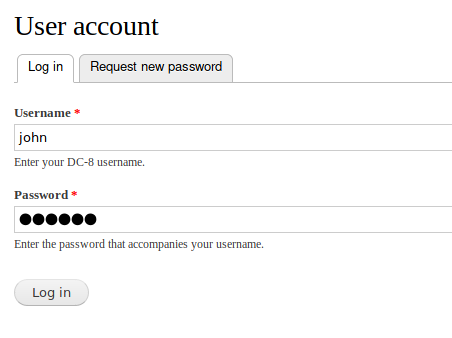 User account
Log in
Request new password
Username *
john
Enter your DC-8 username.
Password *
●●●●●●
Enter the password that accompanies your username.
Log in